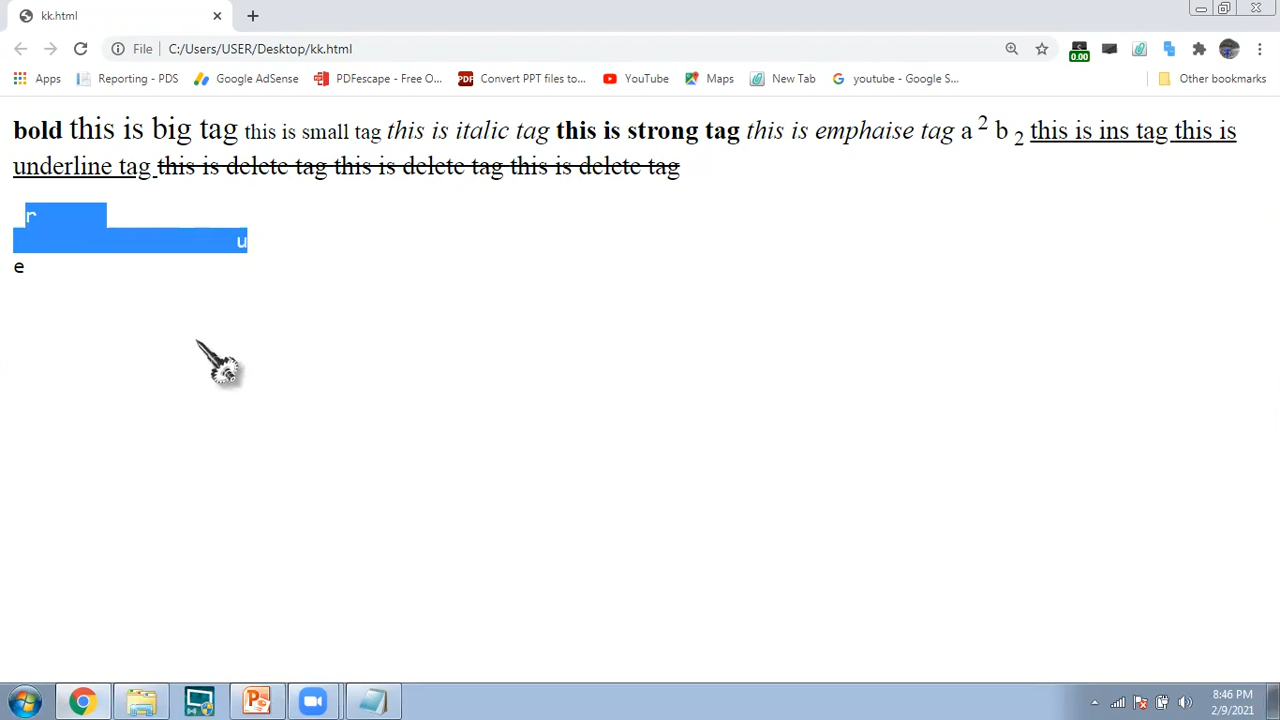 kk.html
File C:/Users/USER/Desktop/kk.html
0.00
Apps Reporting - PDS Google AdSense PDFescape - Free O... Convert PPT files to... YouTube Maps New Tab youtube - Google S... Other bookmarks
bold this is big tag this is small tag this is italic tag this is strong tag this is emphaise tag a 2 b 2 this is ins tag this is
underline tag this is delete tag this is delete tag this is delete tag
r
u
e
8:46 PM
2/9/2021